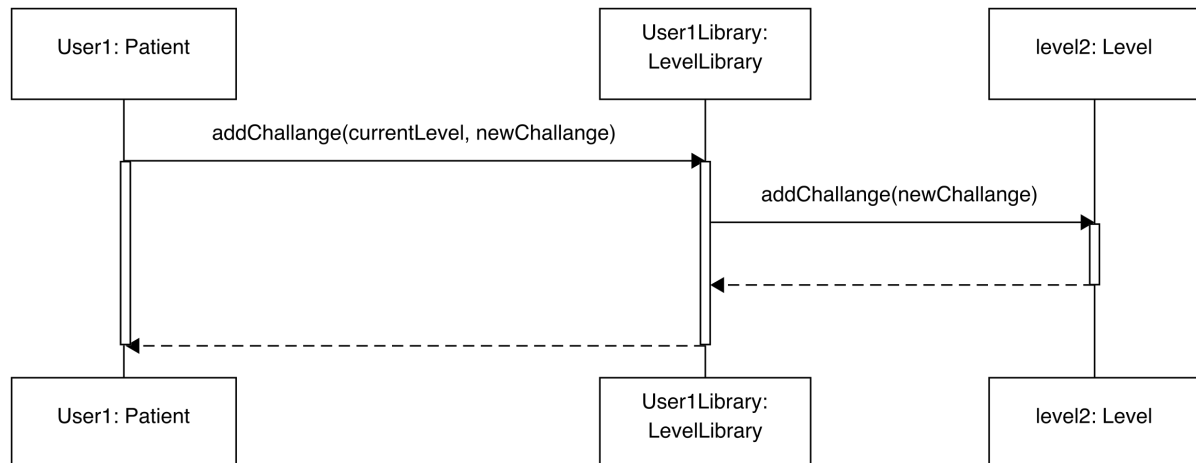 User1: Patient
User1Library:
LevelLibrary
level2: Level
addChallange(currentLevel, newChallange)
addChallange(newChallange)
User1: Patient
User1Library:
LevelLibrary
level2: Level